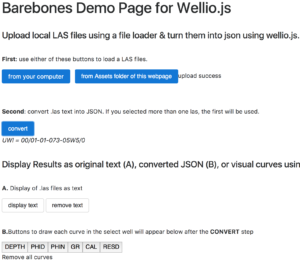 Barebones Demo Page for Wellio.js
Upload local LAS files using a file loader & turn them into json using wellio.js.
First: use either of these buttons to load a LAS files.
from your computer from Assets folder of this webpage upload success
Second: convert .las text into JSON. If you selected more than one las, the first will be used.
convert
UWI = 00/01-01-073-05W5/0
Display Results as original text (A), converted JSON (B), or visual curves usin
A. Display of .las files as text
display text remove text
B.Buttons to draw each curve in the select well will appear below after the CONVERT step
DEPTH PHID PHIN GR CAL RESD
Remove all curves